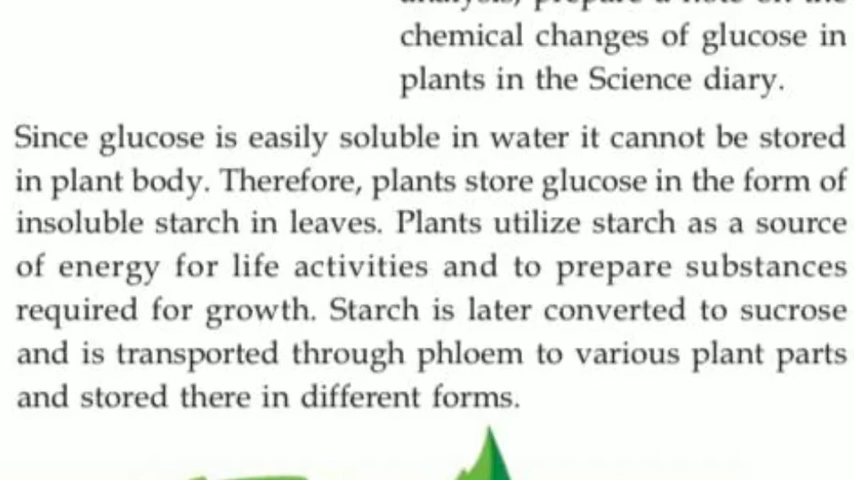 chemical changes of glucose in
plants in the Science diary.
Since glucose is easily soluble in water it cannot be stored
in plant body. Therefore, plants store glucose in the form of
insoluble starch in leaves. Plants utilize starch as a source
of energy for life activities and to prepare substances
required for growth. Starch is later converted to sucrose
and is transported through phloem to various plant parts
and stored there in different forms.